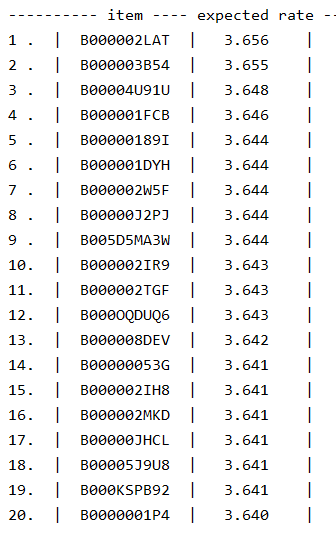 ---------- item ---- expected rate --
1 . | B000002LAT | 3.656 |
2 . | B000003B54 | 3.655 |
3 . | B00004U91U | 3.648 |
4 . | B000001FCB | 3.646 |
5 . | B00000189I | 3.644 |
6 . | B000001DYH | 3.644 |
7 . | B000002W5F | 3.644 |
8 . | B00000J2PJ | 3.644 |
9 . | B005D5MA3W | 3.644 |
10. | B000002IR9 | 3.643 |
11. | B000002TGF | 3.643 |
12. | B000OQDUQ6 | 3.643 |
13. | B000008DEV | 3.642 |
14. | B00000053G | 3.641 |
15. | B000002IH8 | 3.641 |
16. | B000002MKD | 3.641 |
17. | B00000JHCL | 3.641 |
18. | B00005J9U8 | 3.641 |
19. | B000KSPB92 | 3.641 |
20. | B0000001P4 | 3.640 |